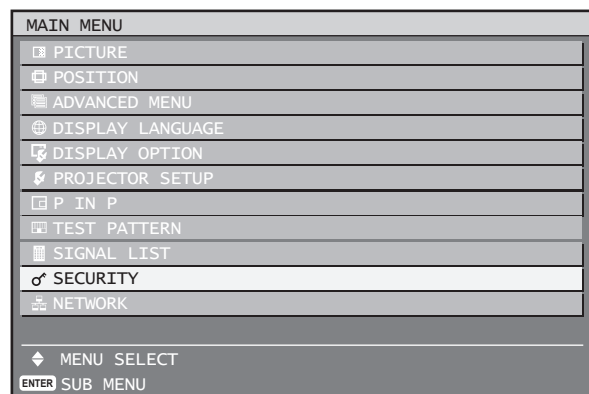 MAIN MENU
PICTURE
POSITION
ADVANCED MENU
DISPLAY LANGUAGE
DISPLAY OPTION
PROJECTOR SETUP
P IN P
TEST PATTERN
SIGNAL LIST
SECURITY
NETWORK
MENU SELECT
ENTER SUB MENU